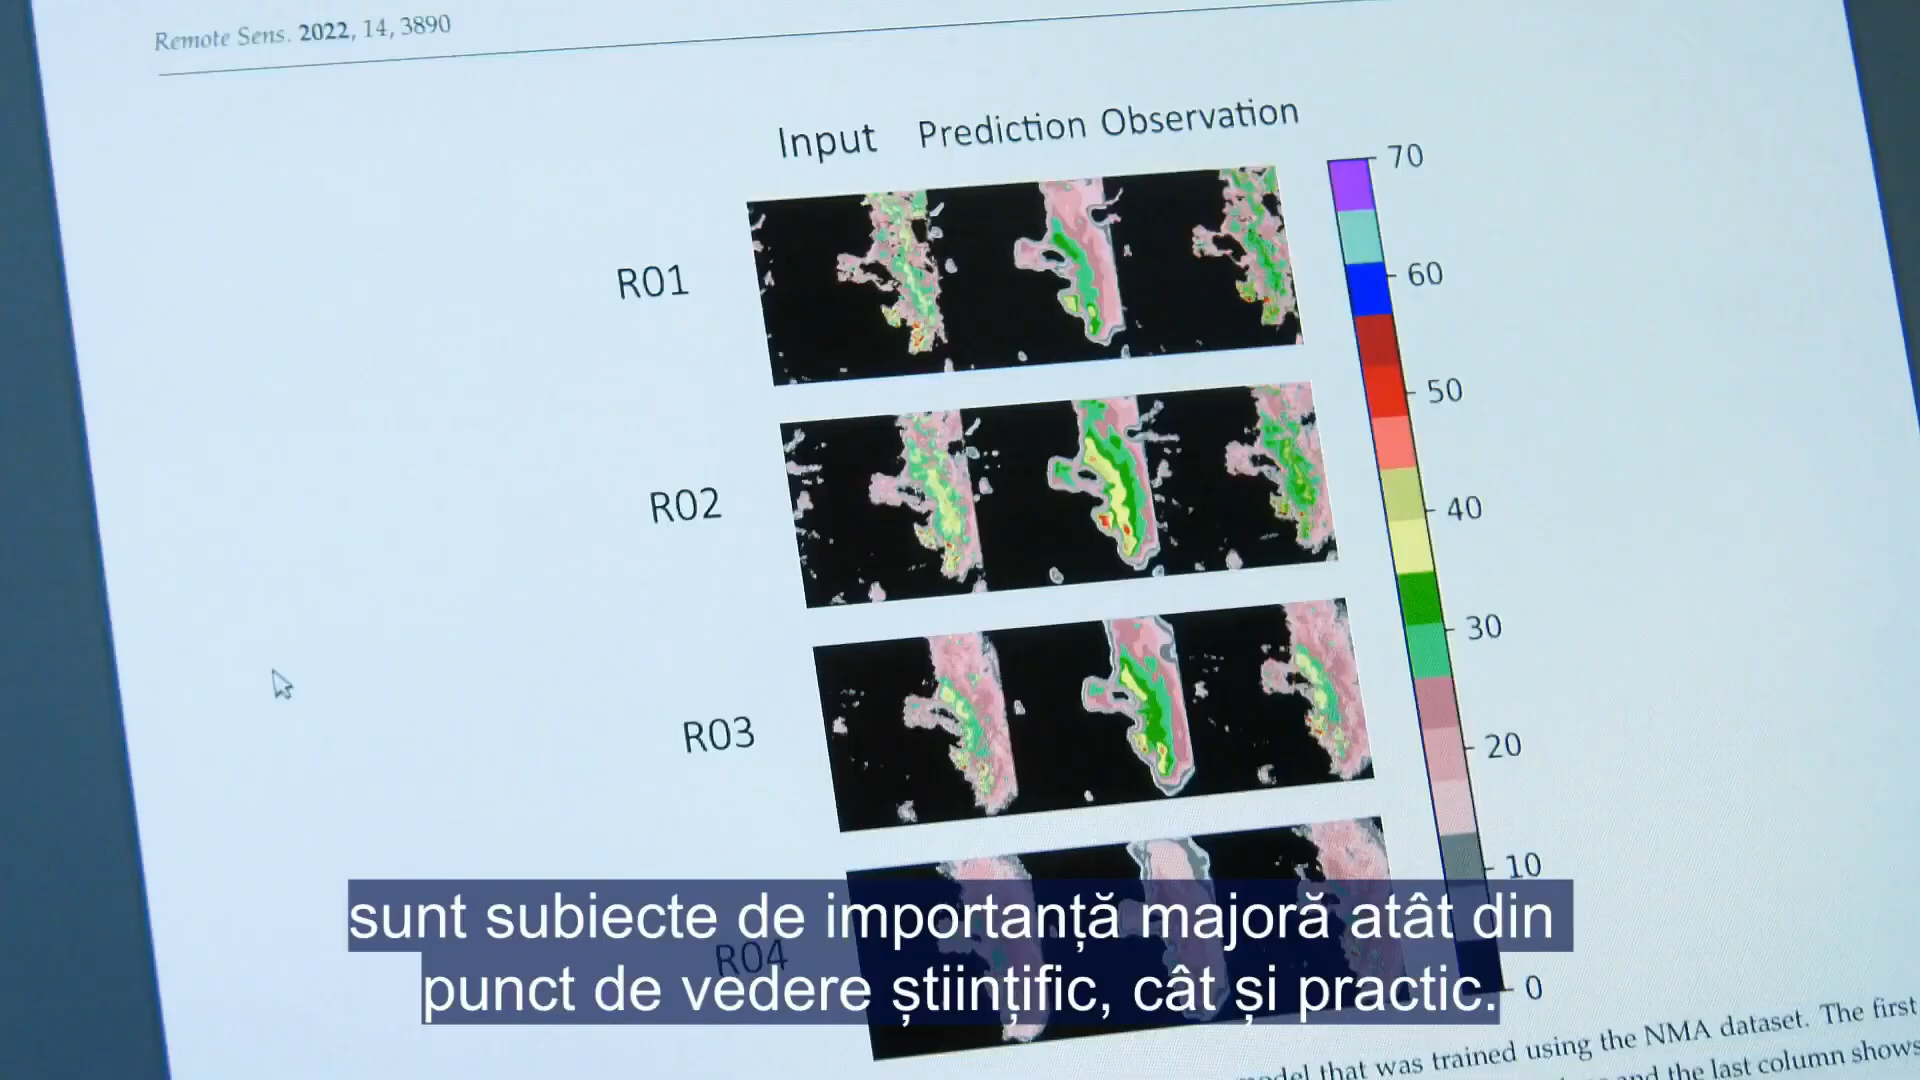 Remote Sens. 2022, 14, 3890
Input Prediction Observation
70
60
50
40
30
20
10
0
R01
R02
R03
R04
sunt subiecte de importanță majoră atât din
punct de vedere științific, cât și practic.
that was trained using the NMA dataset. The first
and the last column shows